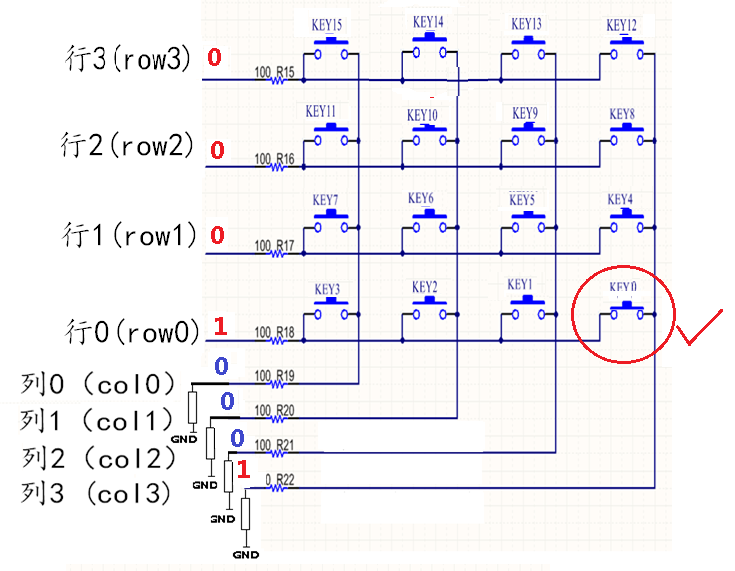 KEY15 KEY14 KEY13 KEY12
行3(row3) 0
100 R15
KEY11 KEY10 KEY9 KEY8
行2(row2) 0
100 R16
KEY7 KEY6 KEY5 KEY4
行1(row1) 0
100 R17
KEY3 KEY2 KEY1 KEY0
行0(row0) 1
100 R18
列0 (col0) 0 100 R19
列1 (col1) 0 100 R20
GND
列2 (col2) 0 100 R21
列3 (col3) 1 0 R22
GND
GND
GND